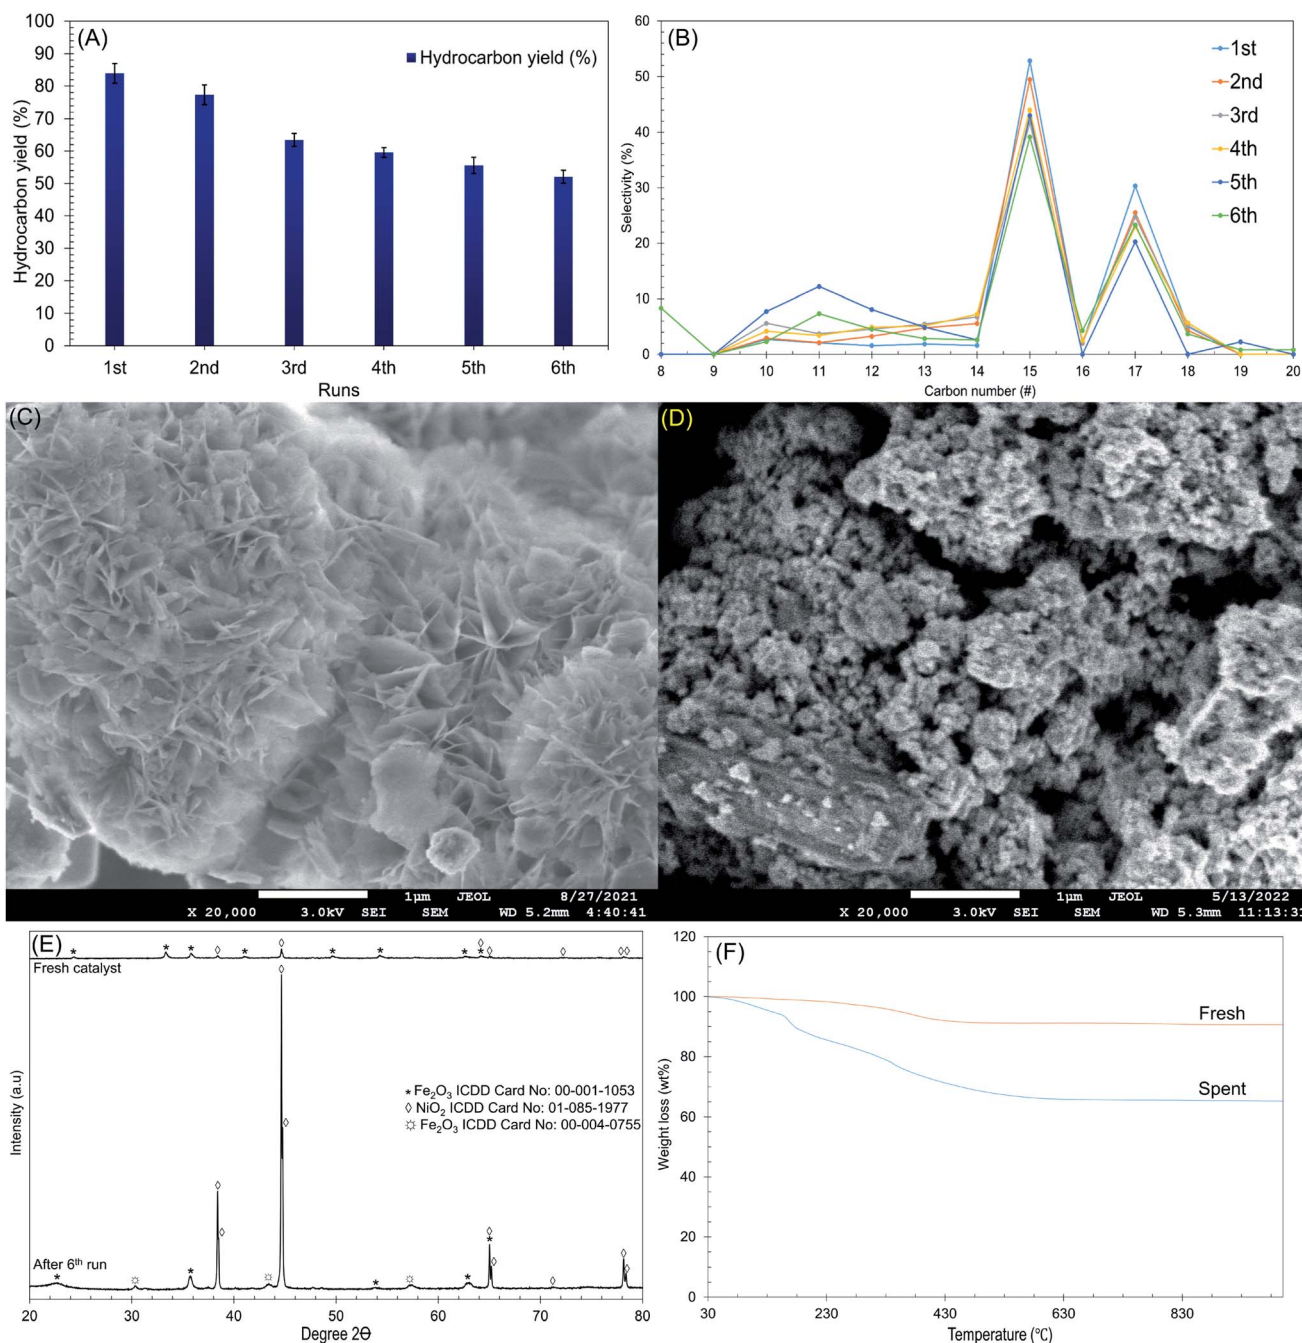 (A)
Hydrocarbon yield (%)
100
90
80
70
60
50
40
30
20
10
0
Hydrocarbon yield (%)
1st 2nd 3rd 4th 5th 6th
Runs
(B)
Selectivity (%)
60
50
40
30
20
10
0
1st
2nd
3rd
4th
5th
6th
8 9 10 11 12 13 14 15 16 17 18 19 20
Carbon number (#)
(C)
1µm JEOL 8/27/2021
X 20,000 3.0kV SEI SEM WD 5.2mm 4:40:41
(D)
1µm JEOL 5/13/2022
X 20,000 3.0kV SEI SEM WD 5.3mm 11:13:31
(E)
Intensity (a.u)
Fresh catalyst
* Fe₂O₃ ICDD Card No: 00-001-1053
◊ NiO₂ ICDD Card No: 01-085-1977
☼ Fe₂O₃ ICDD Card No: 00-004-0755
After 6th run
20 30 40 50 60 70 80
Degree 2Ɵ
(F)
Weight loss (wt%)
120
100
80
60
40
20
0
Fresh
Spent
30 230 430 630 830
Temperature (℃)